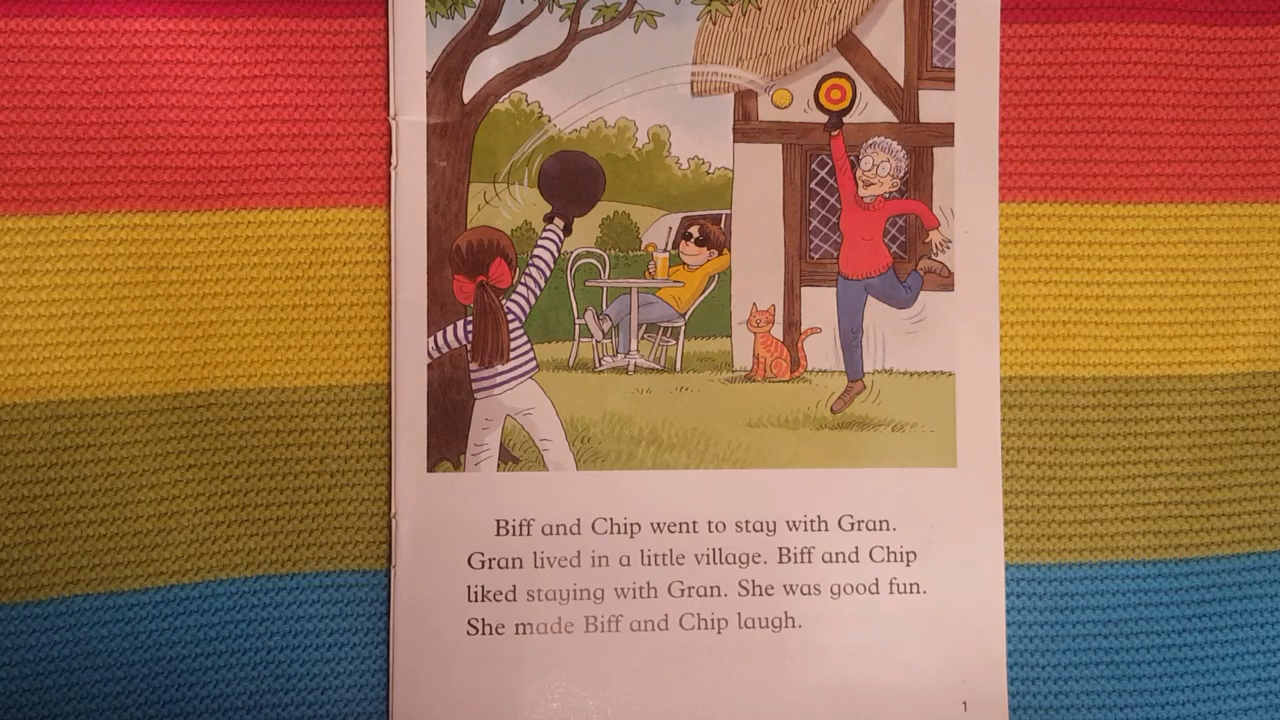 Biff and Chip went to stay with Gran.
Gran lived in a little village. Biff and Chip
liked staying with Gran. She was good fun.
She made Biff and Chip laugh.
1